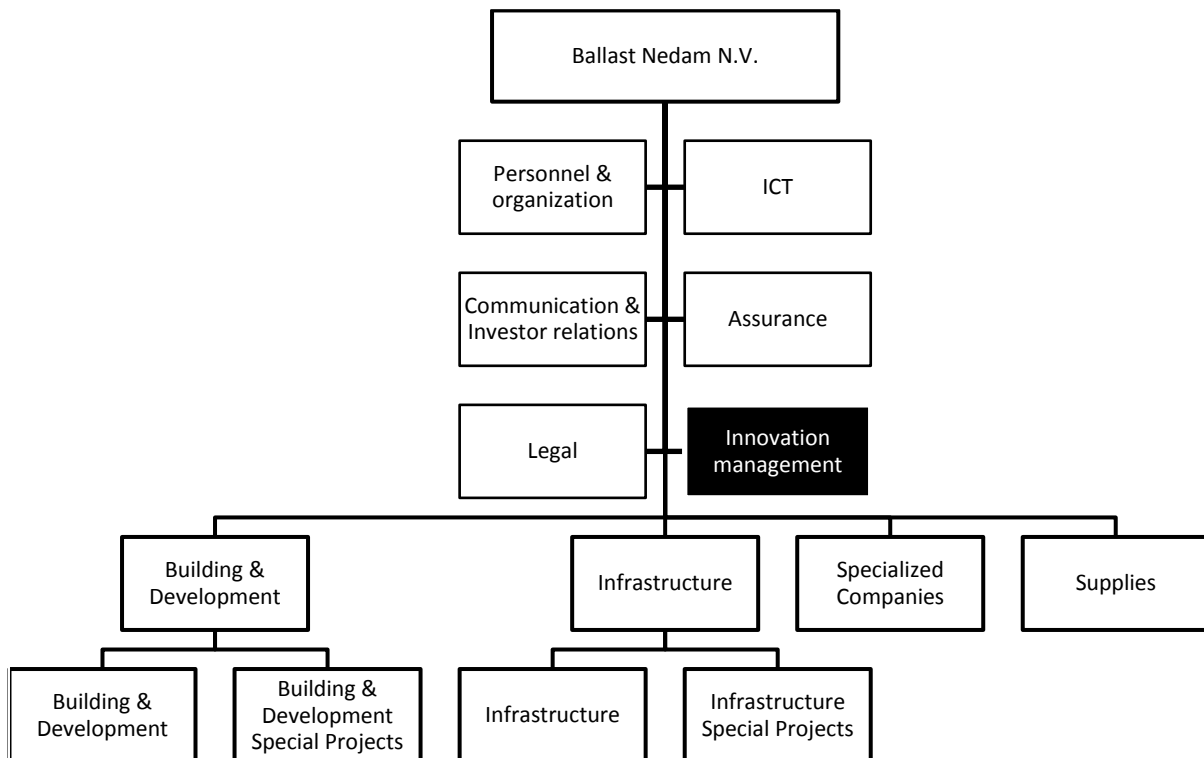 Ballast Nedam N.V.
Personnel &
organization
ICT
Communication &
Investor relations
Assurance
Legal
Innovation
management
Building &
Development
Infrastructure
Specialized
Companies
Supplies
Building &
Development
Building &
Development
Special Projects
Infrastructure
Infrastructure
Special Projects